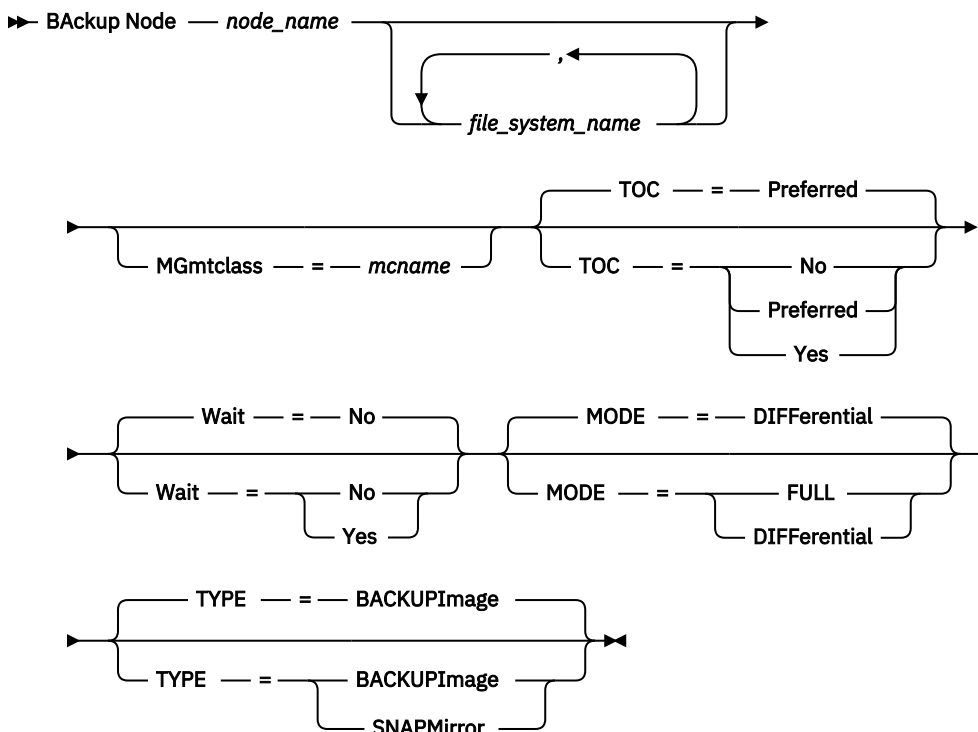 BAckup Node node_name
,
file_system_name
TOC = Preferred
MGmtclass = mcname TOC = No
Preferred
Yes
Wait = No MODE = DIFFerential
Wait = No MODE = FULL
Yes DIFFerential
TYPE = BACKUPImage
TYPE = BACKUPImage
SNAPMirror